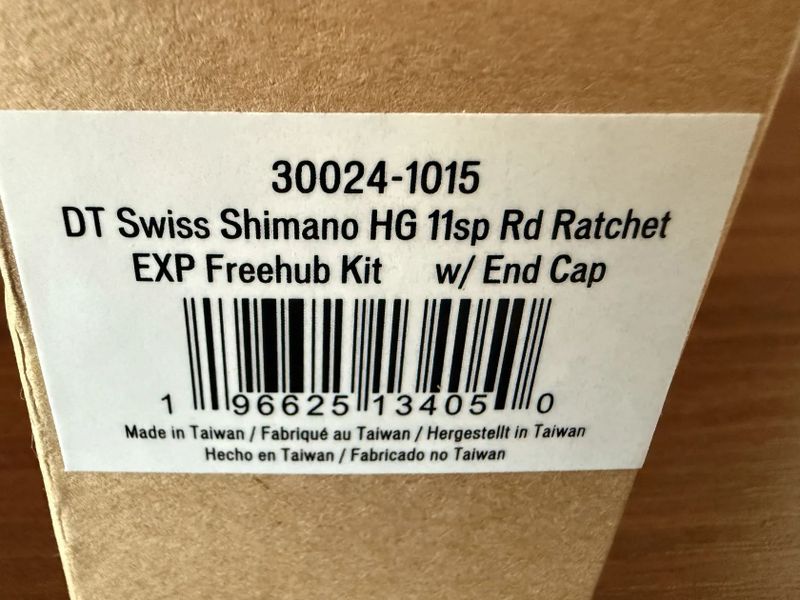 30024-1015
DT Swiss Shimano HG 11sp Rd Ratchet
EXP Freehub Kit w/ End Cap
1 96625 13405 0
Made in Taiwan / Fabriqué au Taiwan / Hergestellt in Taiwan
Hecho en Taiwan / Fabricado no Taiwan